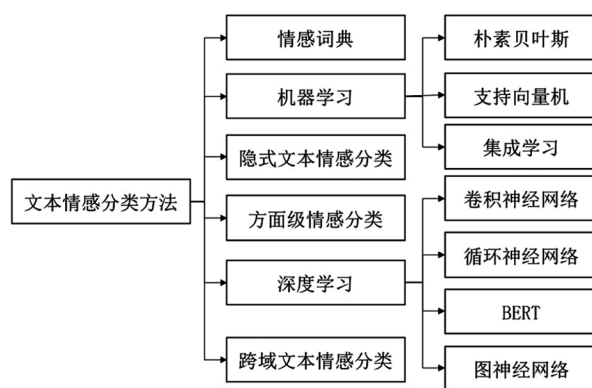 文本情感分类方法
情感词典
机器学习
隐式文本情感分类
方面级情感分类
深度学习
跨域文本情感分类
朴素贝叶斯
支持向量机
集成学习
卷积神经网络
循环神经网络
BERT
图神经网络